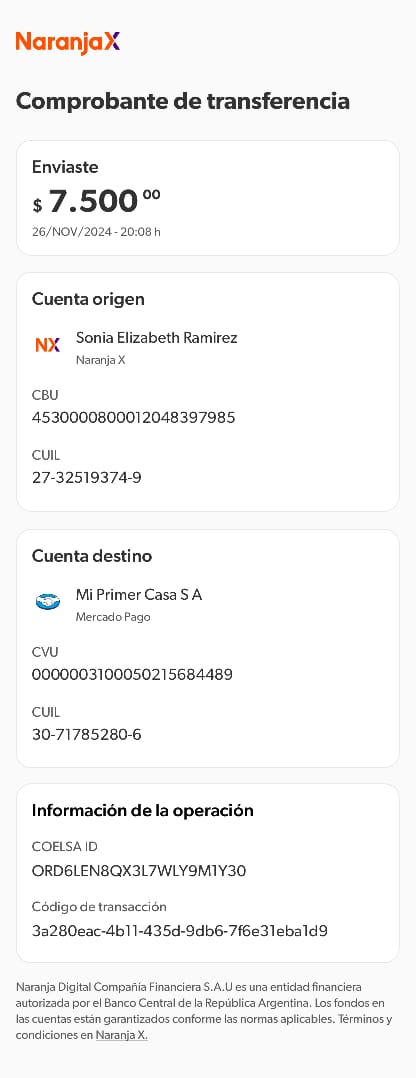 NaranjaX
Comprobante de transferencia
Enviaste
$ 7.500 00
26/NOV/2024 - 20:08 h
Cuenta origen
NX
Sonia Elizabeth Ramirez
Naranja X
CBU
4530000800012048397985
CUIL
27-32519374-9
Cuenta destino
Mi Primer Casa S A
Mercado Pago
CVU
0000003100050215684489
CUIL
30-71785280-6
Información de la operación
COELSA ID
ORD6LEN8QX3L7WLY9M1Y30
Código de transacción
3a280eac-4b11-435d-9db6-7f6e31eba1d9
Naranja Digital Compañía Financiera S.A.U es una entidad financiera
autorizada por el Banco Central de la República Argentina. Los fondos en
las cuentas están garantizados conforme las normas aplicables. Términos y
condiciones en Naranja X.